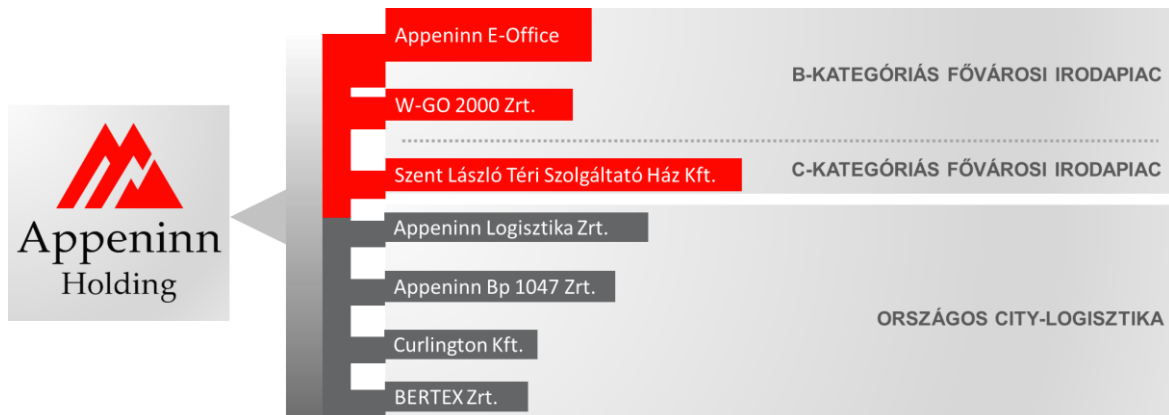 Appeninn
Holding
Appeninn E-Office
W-GO 2000 Zrt.
B-KATEGÓRIÁS FŐVÁROSI IRODAPIAC
Szent László Téri Szolgáltató Ház Kft.
C-KATEGÓRIÁS FŐVÁROSI IRODAPIAC
Appeninn Logisztika Zrt.
Appeninn Bp 1047 Zrt.
Curlington Kft.
BERTEX Zrt.
ORSZÁGOS CITY-LOGISZTIKA